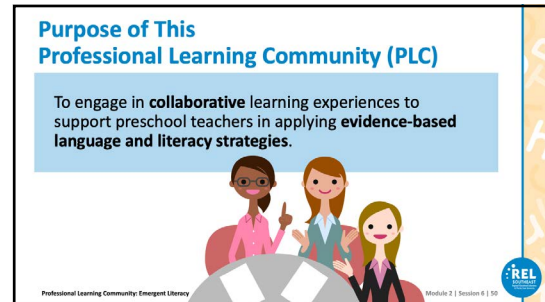 Purpose of This
Professional Learning Community (PLC)
To engage in collaborative learning experiences to
support preschool teachers in applying evidence-based
language and literacy strategies.
Professional Learning Community: Emergent Literacy
Module 2 | Session 6 | 50
REL
SOUTHEAST